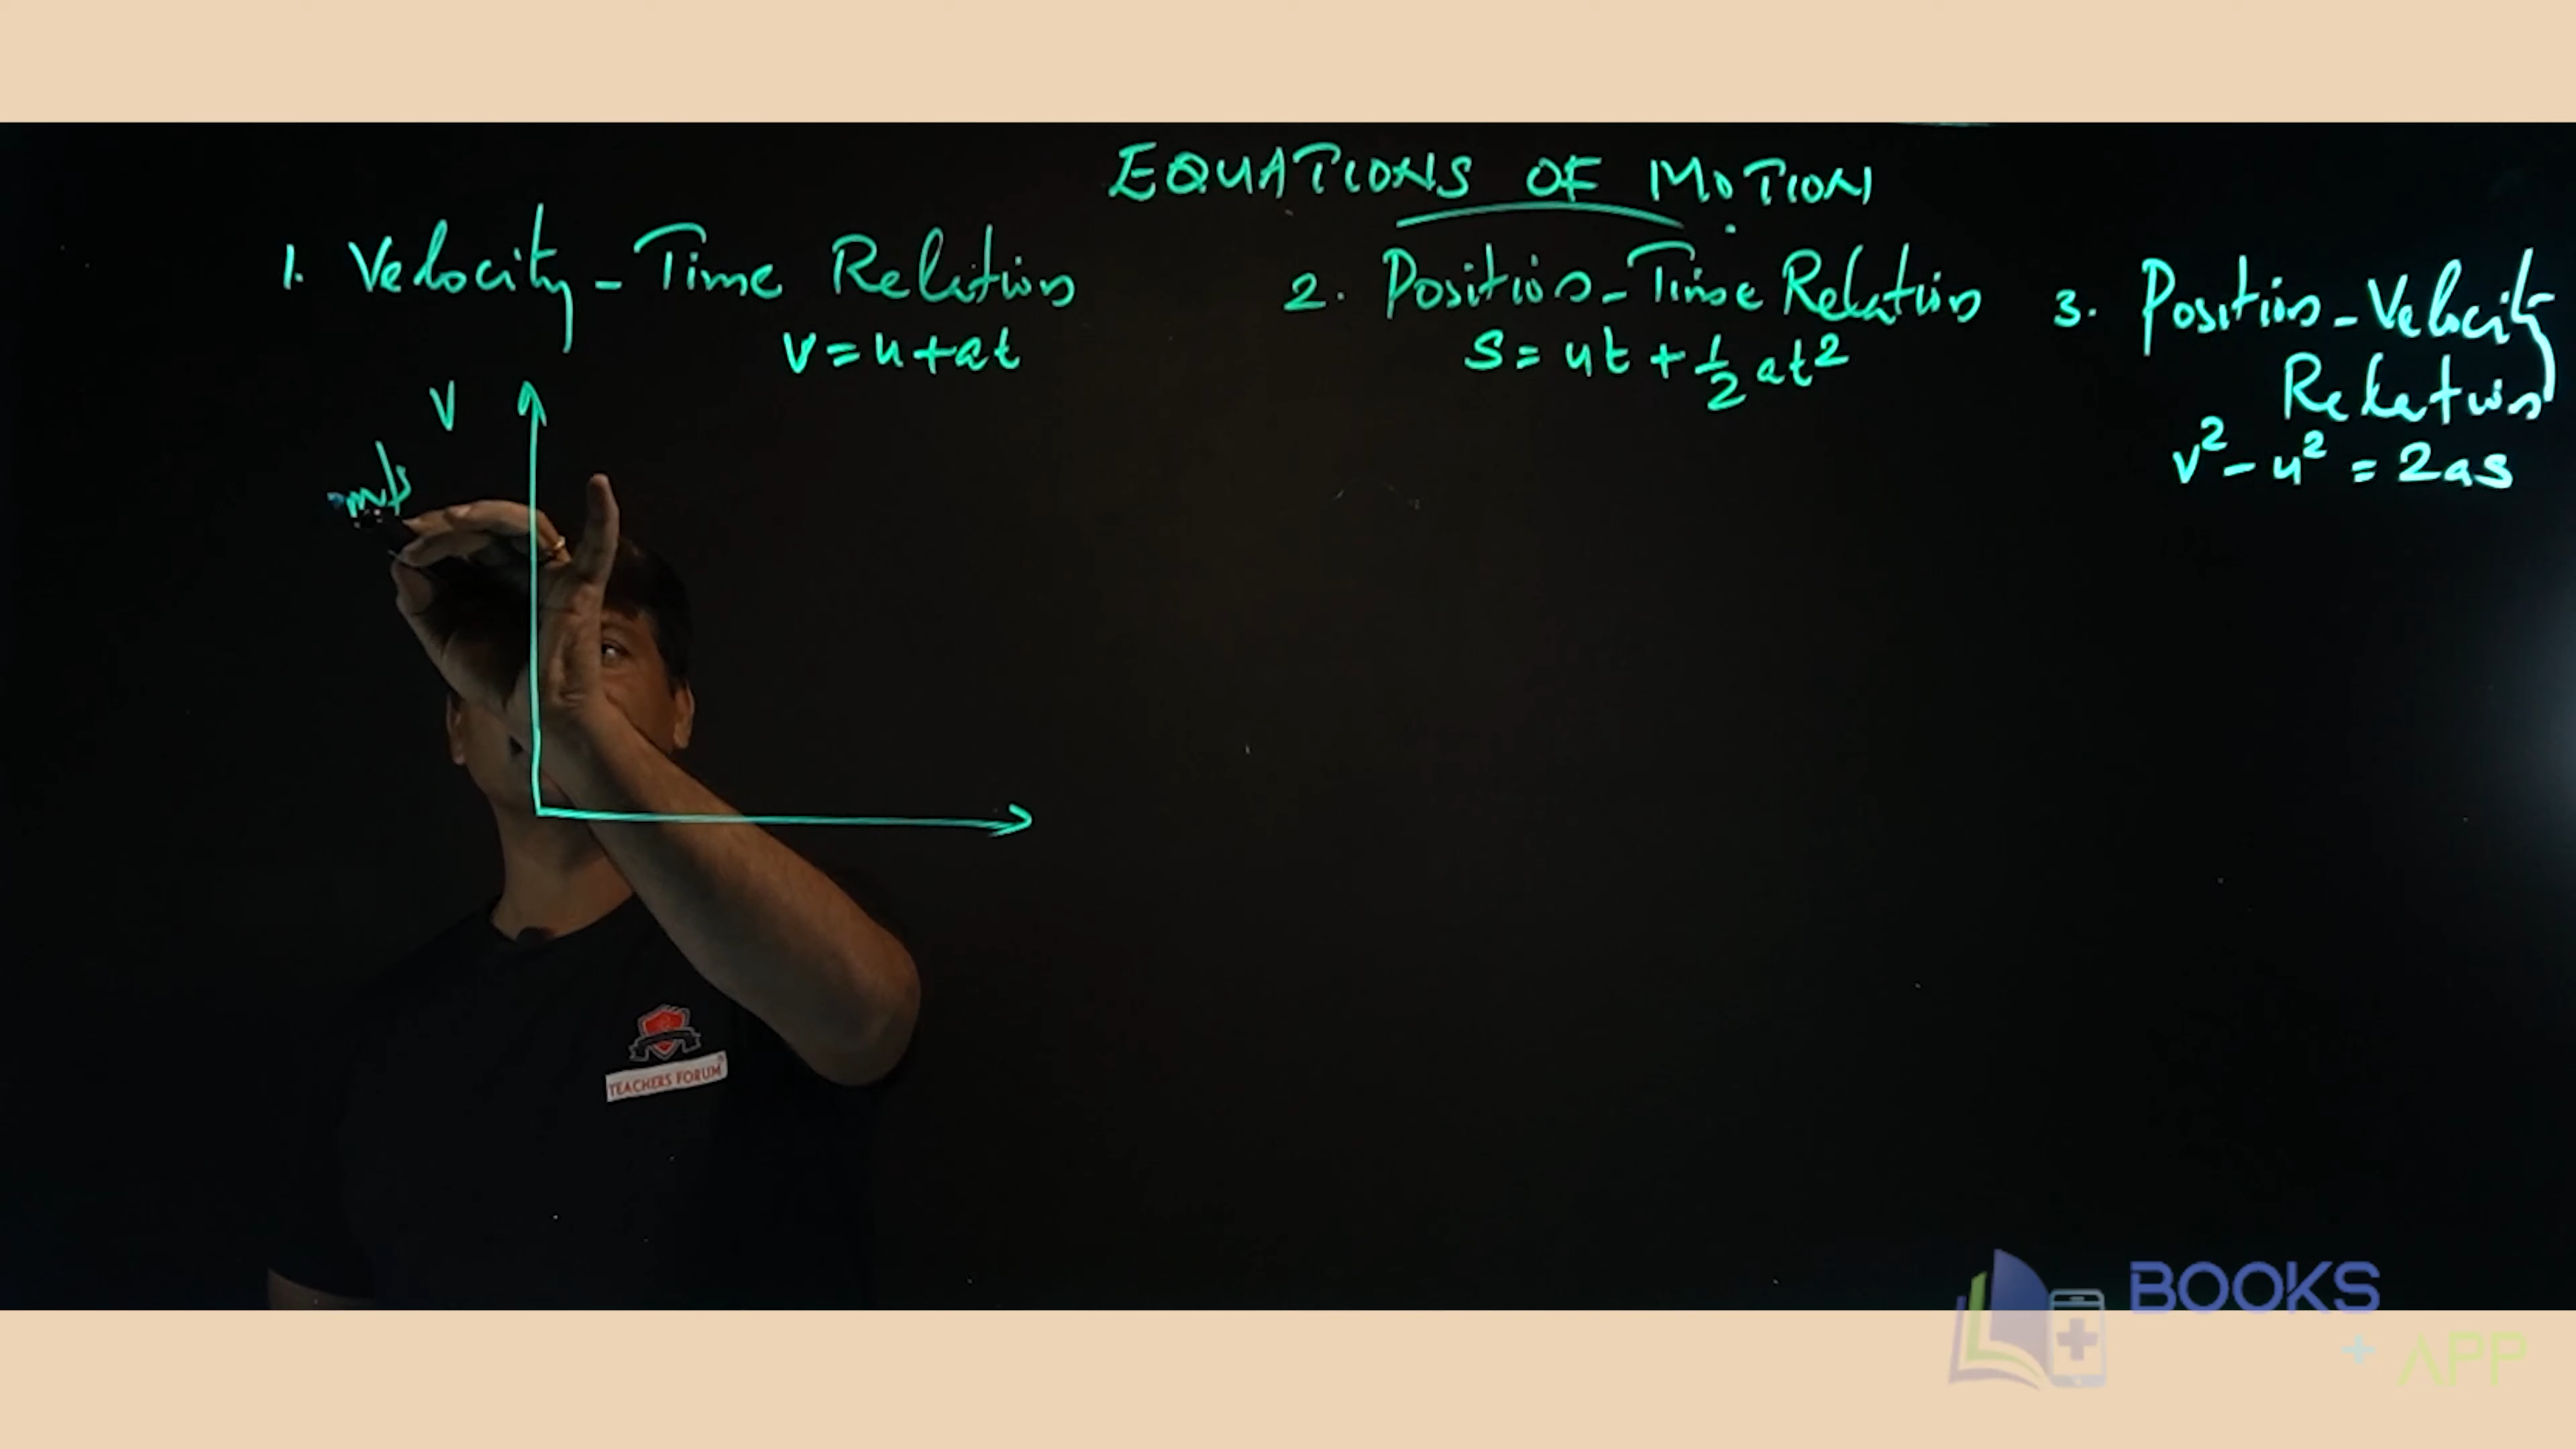 EQUATIONS OF MOTION
1. Velocity - Time Relation
v = u + at
2. Position - Time Relation
s = ut + 1/2 at²
3. Position - Velocity
Relation
v² - u² = 2as
V
m/s
TEACHERS FORUM
BOOKS
+ APP